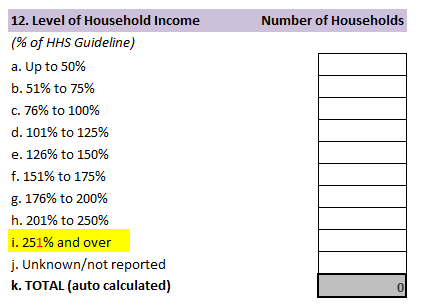 12. Level of Household Income Number of Households
(% of HHS Guideline)
a. Up to 50%
b. 51% to 75%
c. 76% to 100%
d. 101% to 125%
e. 126% to 150%
f. 151% to 175%
g. 176% to 200%
h. 201% to 250%
i. 251% and over
j. Unknown/not reported
k. TOTAL (auto calculated) 0